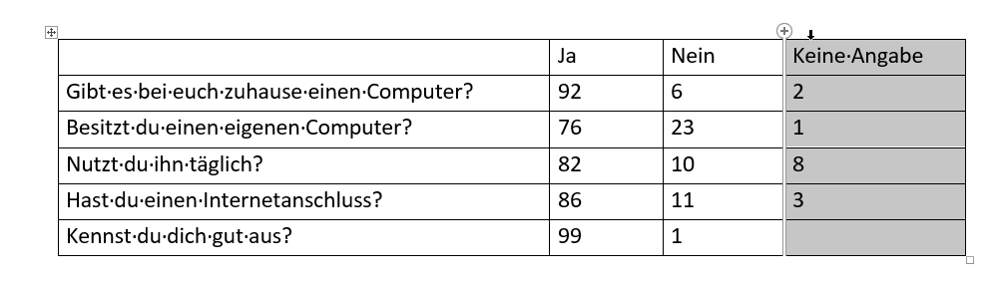 Ja Nein Keine·Angabe
Gibt·es·bei·euch·zuhause·einen·Computer? 92 6 2
Besitzt·du·einen·eigenen·Computer? 76 23 1
Nutzt·du·ihn·täglich? 82 10 8
Hast·du·einen·Internetanschluss? 86 11 3
Kennst·du·dich·gut·aus? 99 1